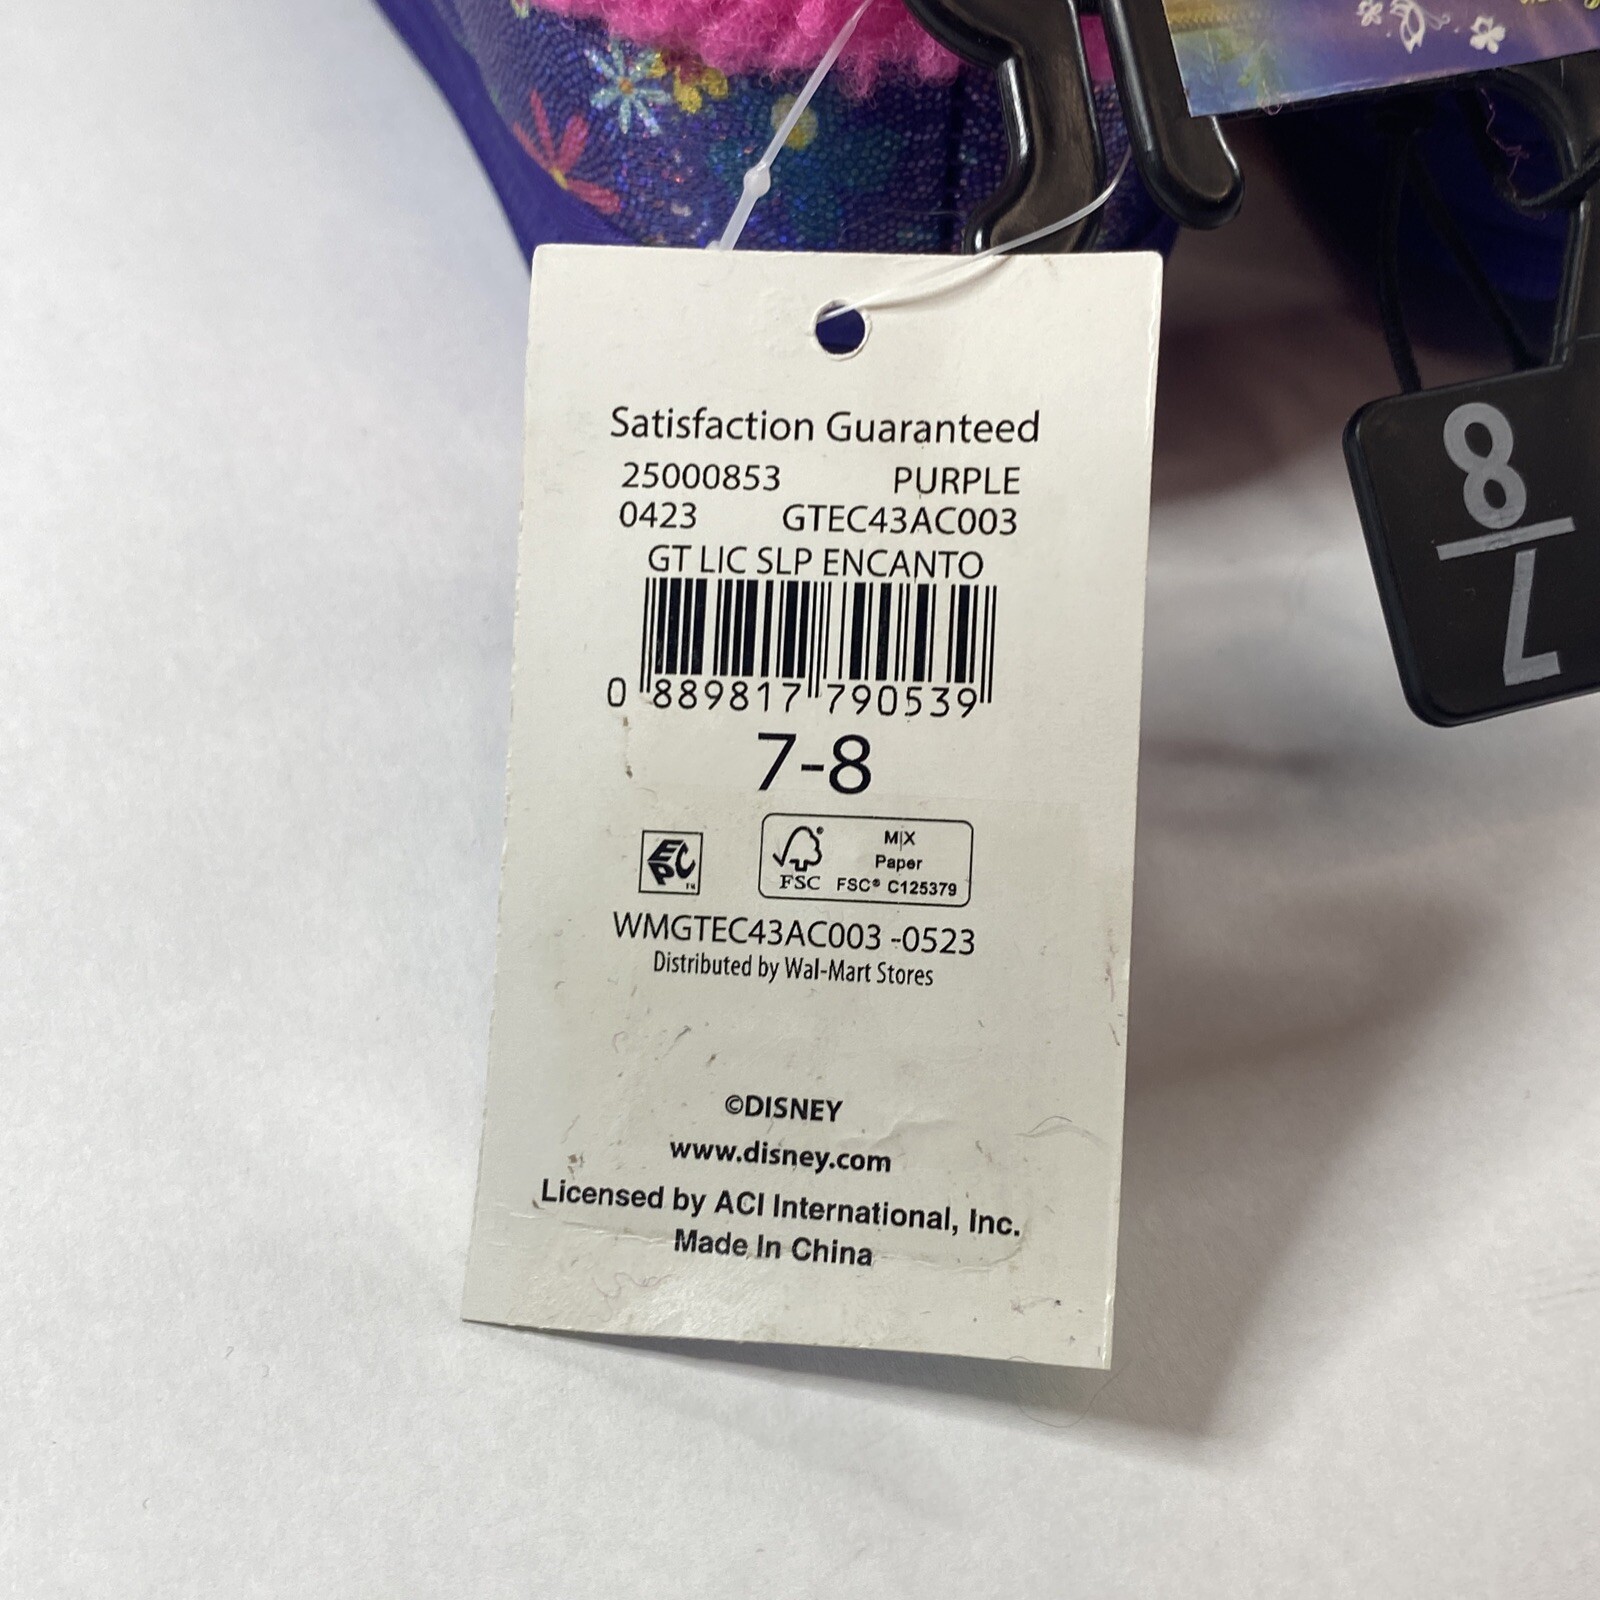 Satisfaction Guaranteed
25000853 PURPLE
0423 GTEC43AC003
GT LIC SLP ENCANTO
0 889817 790539
7-8
EPC TM
FSC
MIX
Paper
FSC® C125379
WMGTEC43AC003 -0523
Distributed by Wal-Mart Stores
©DISNEY
www.disney.com
Licensed by ACI International, Inc.
Made In China
7/8